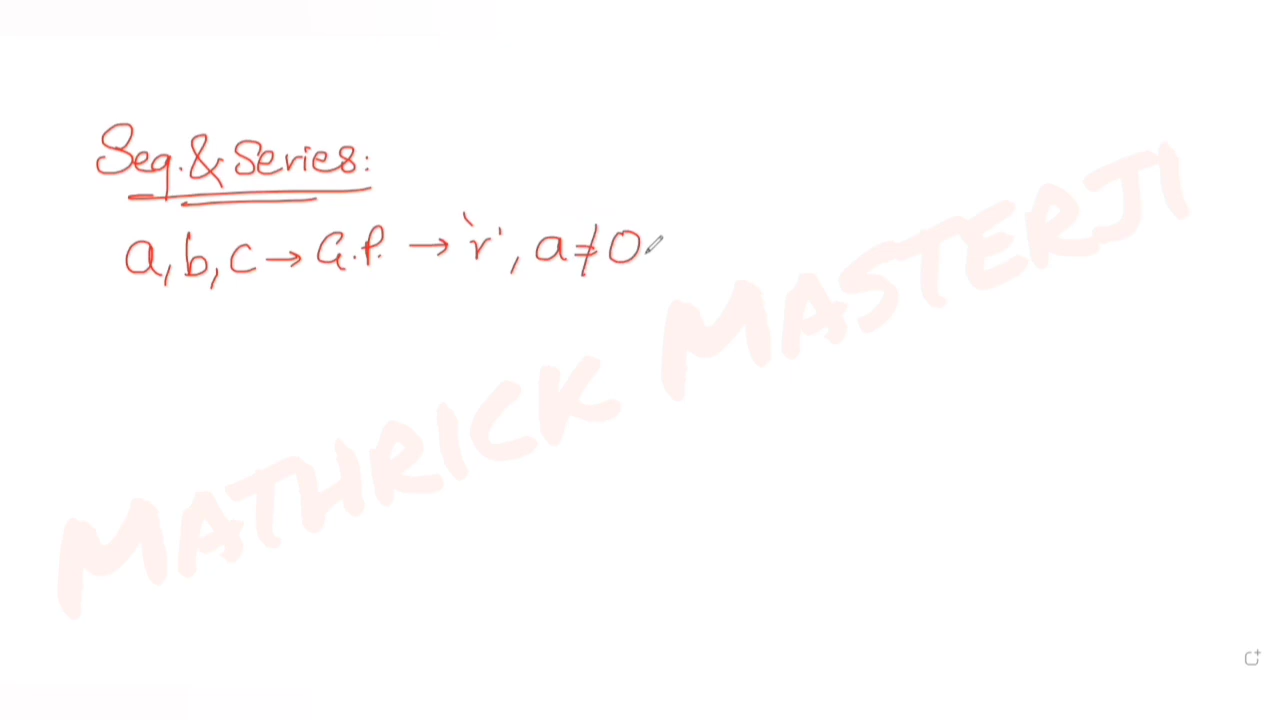 Seq. & Series:
a, b, c → G.P. → 'r', a ≠ 0
MATHRICK MASTERJI